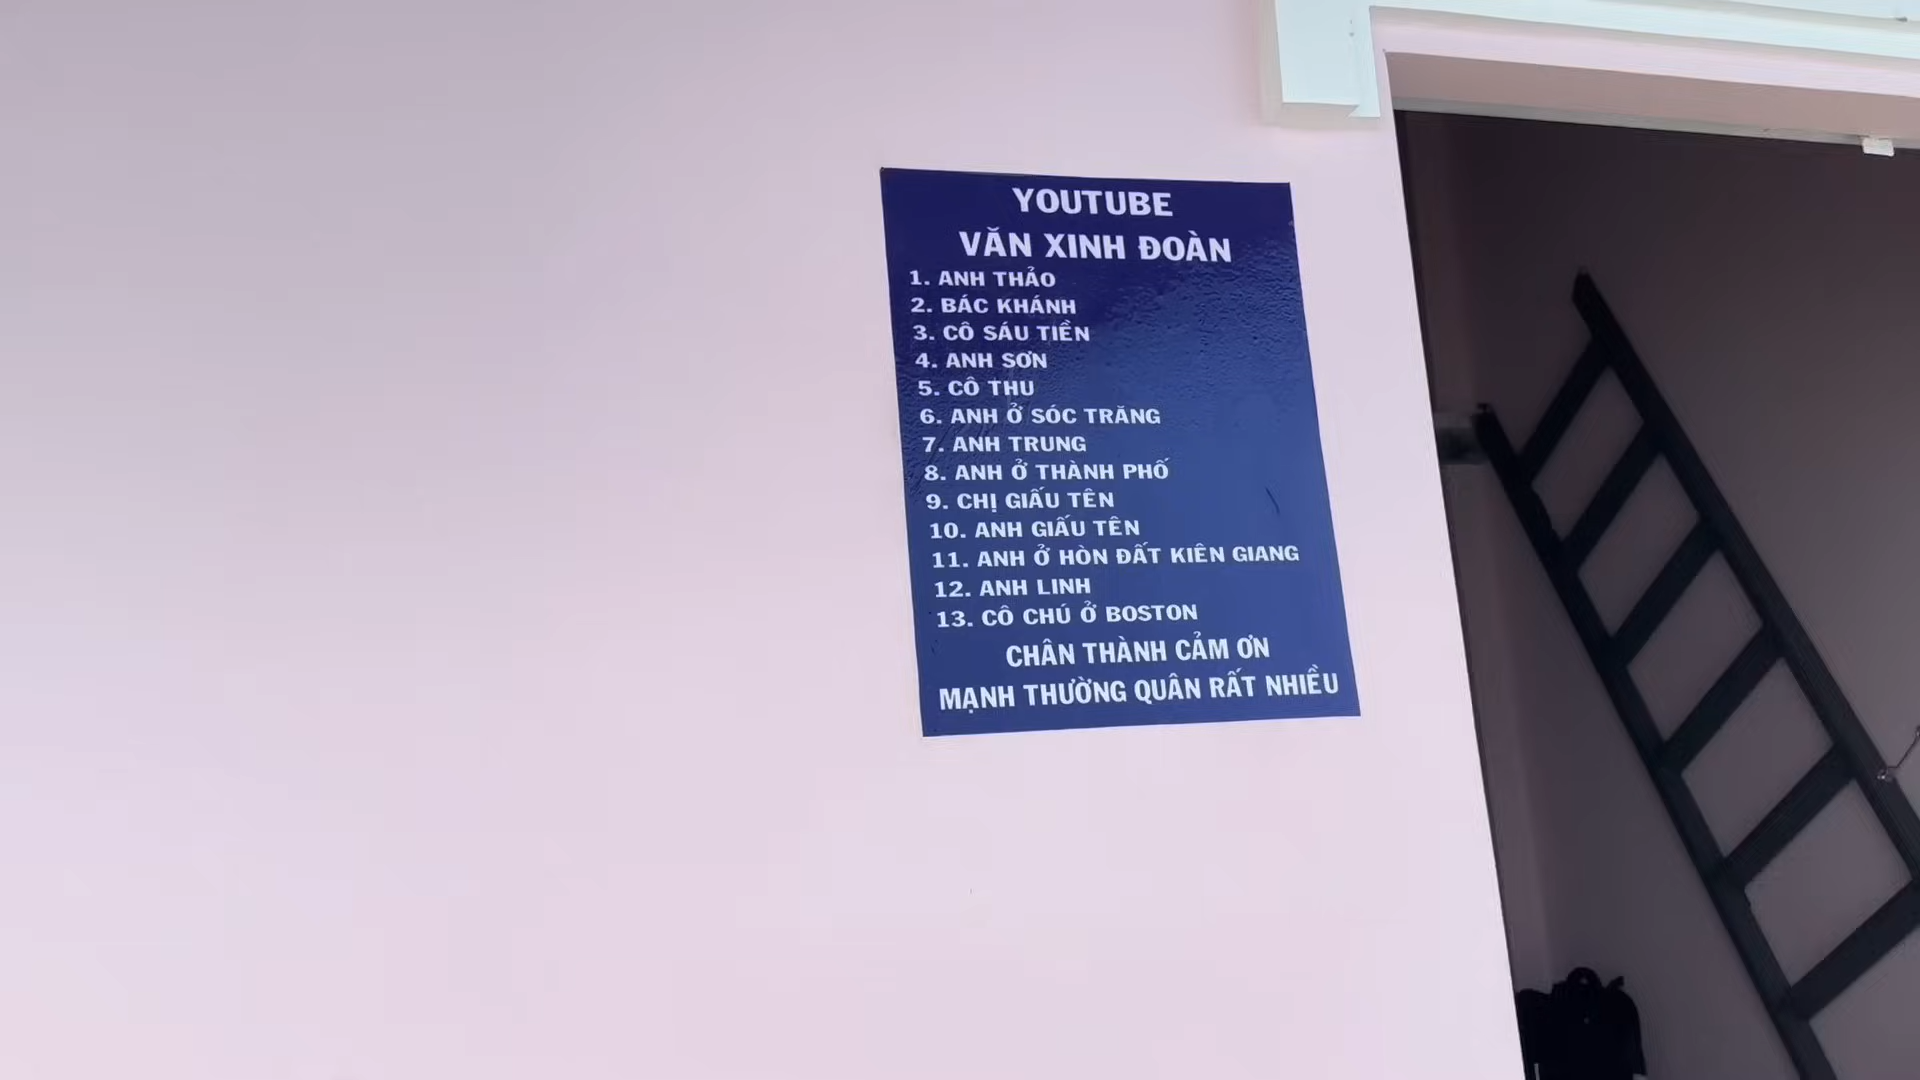 YOUTUBE
VĂN XINH ĐOÀN
1. ANH THẢO
2. BÁC KHÁNH
3. CÔ SÁU TIỀN
4. ANH SƠN
5. CÔ THU
6. ANH Ở SÓC TRĂNG
7. ANH TRUNG
8. ANH Ở THÀNH PHỐ
9. CHỊ GIẤU TÊN
10. ANH GIẤU TÊN
11. ANH Ở HÒN ĐẤT KIÊN GIANG
12. ANH LINH
13. CÔ CHÚ Ở BOSTON
CHÂN THÀNH CẢM ƠN
MẠNH THƯỜNG QUÂN RẤT NHIỀU